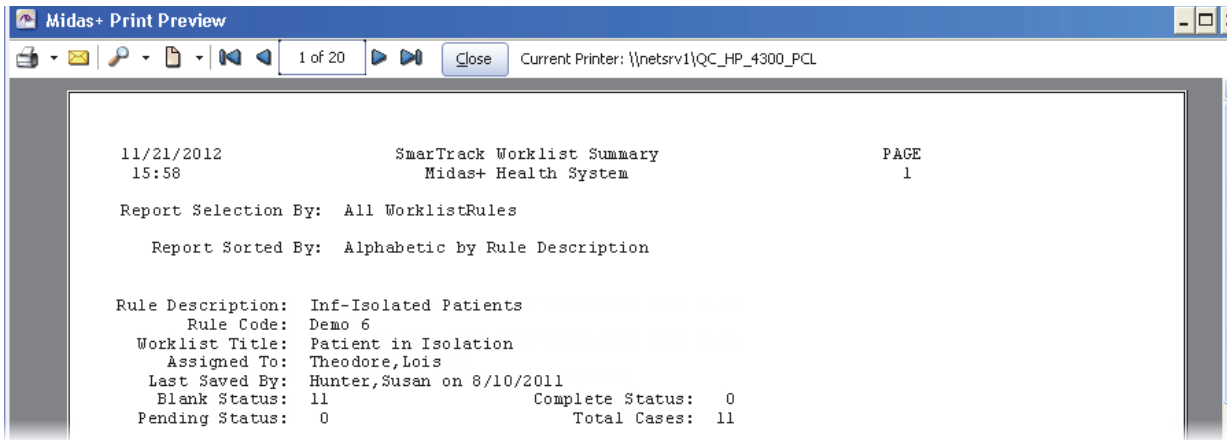 Midas+ Print Preview
1 of 20 Close Current Printer: \\netsrv1\QC_HP_4300_PCL
11/21/2012 SmarTrack Worklist Summary PAGE
15:58 Midas+ Health System 1
Report Selection By: All WorklistRules
Report Sorted By: Alphabetic by Rule Description
Rule Description: Inf-Isolated Patients
Rule Code: Demo 6
Worklist Title: Patient in Isolation
Assigned To: Theodore,Lois
Last Saved By: Hunter,Susan on 8/10/2011
Blank Status: 11 Complete Status: 0
Pending Status: 0 Total Cases: 11